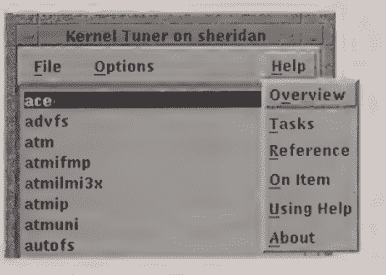 Kernel Tuner on sheridan
File Options Help
ace
advfs
atm
atmifmp
atmilmi3x
atmip
atmuni
autofs
Overview
Tasks
Reference
On Item
Using Help
About